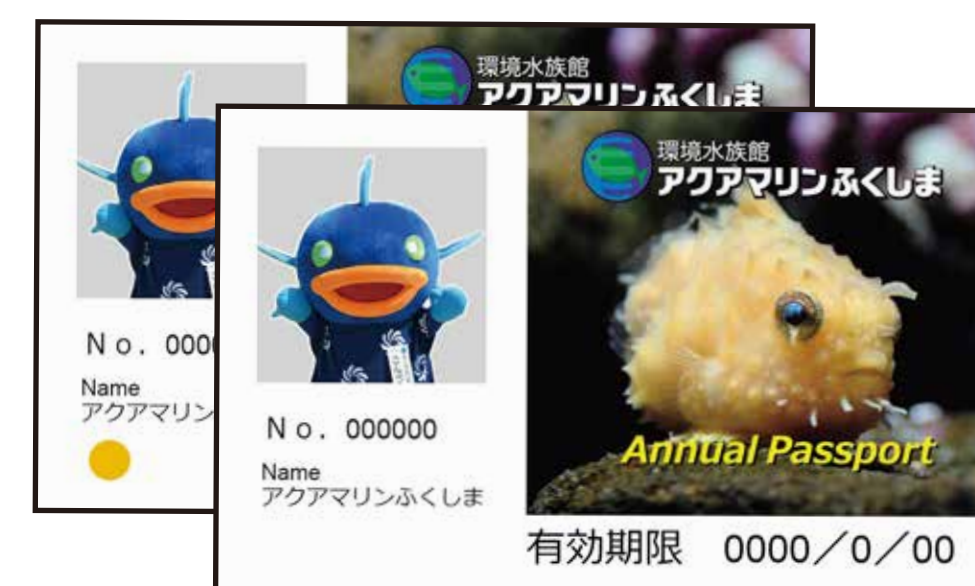 環境水族館
アクアマリンふくしま
No. 000
Name
アクアマリン
環境水族館
アクアマリンふくしま
No. 000000
Name
アクアマリンふくしま
Annual Passport
有効期限 0000/0/00